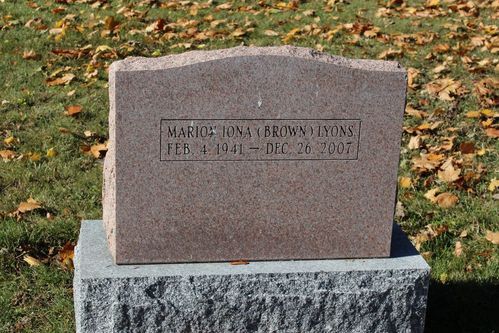 MARION IONA (BROWN) LYONS
FEB. 4. 1941 — DEC. 26. 2007